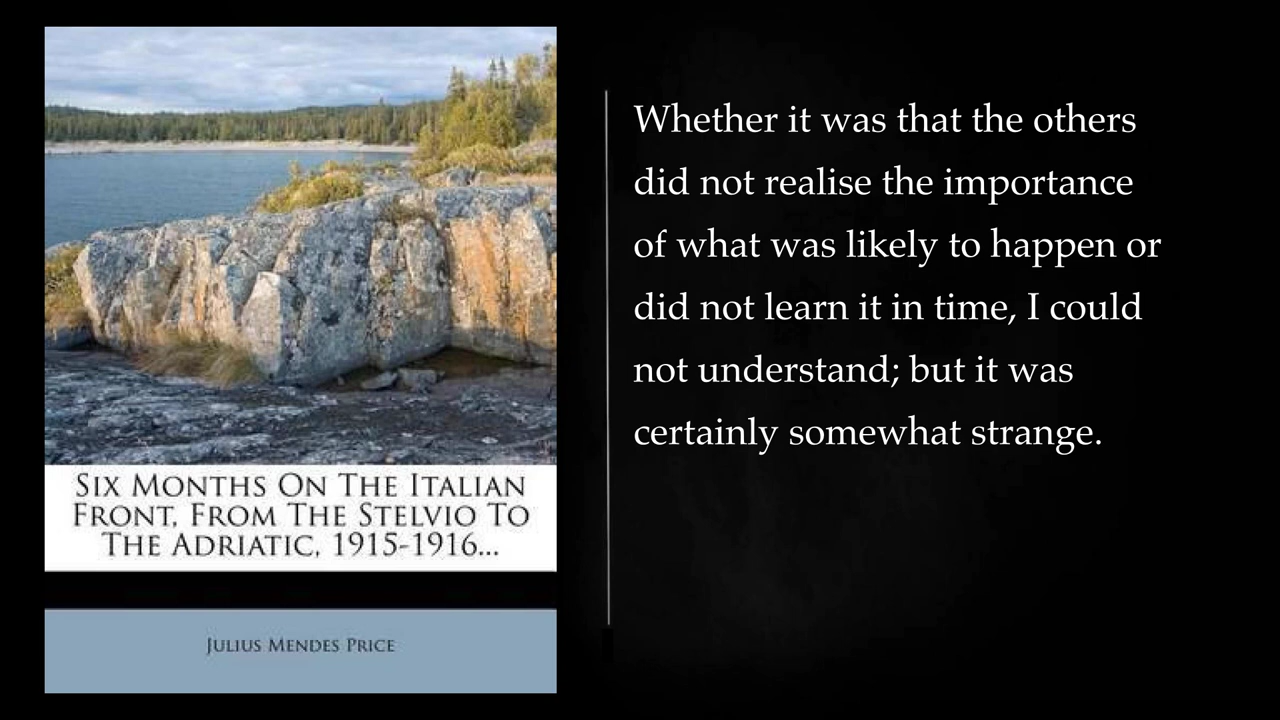 Six Months On The Italian
Front, From The Stelvio To
The Adriatic, 1915-1916...
Julius Mendes Price
Whether it was that the others
did not realise the importance
of what was likely to happen or
did not learn it in time, I could
not understand; but it was
certainly somewhat strange.